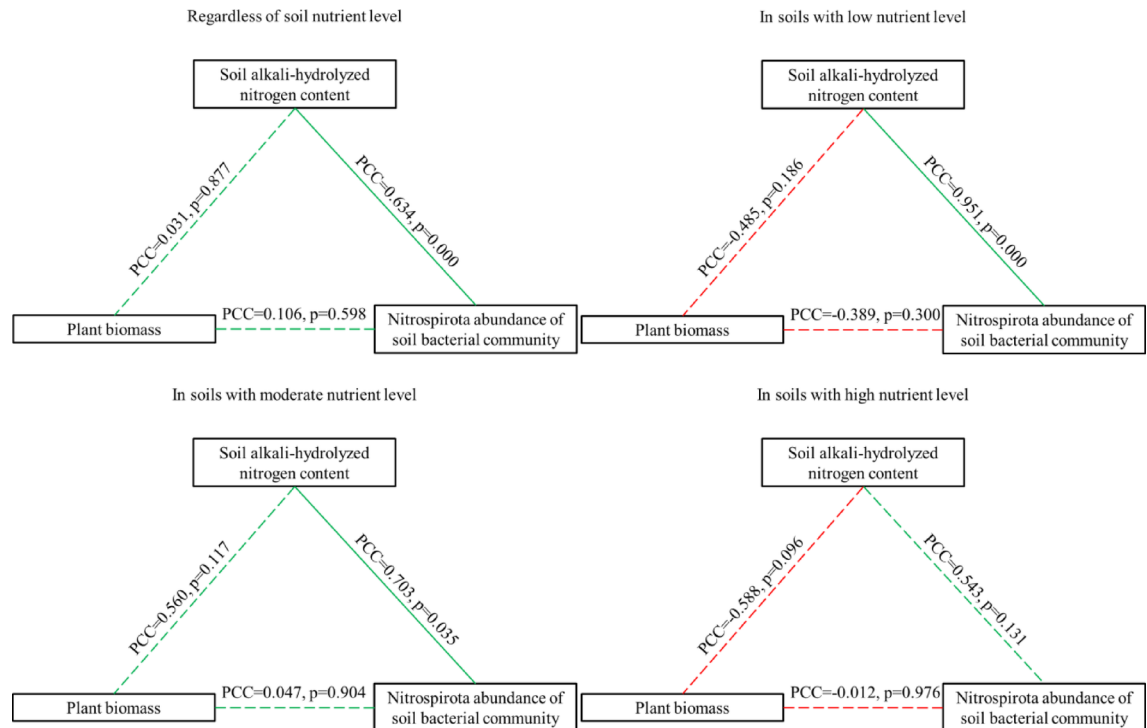 Regardless of soil nutrient level
Soil alkali-hydrolyzed
nitrogen content
PCC=0.031, p=0.877
PCC=0.634, p=0.000
PCC=0.106, p=0.598
Plant biomass
Nitrospirota abundance of
soil bacterial community
In soils with low nutrient level
Soil alkali-hydrolyzed
nitrogen content
PCC=-0.485, p=0.186
PCC=0.951, p=0.000
PCC=-0.389, p=0.300
Plant biomass
Nitrospirota abundance of
soil bacterial community
In soils with moderate nutrient level
Soil alkali-hydrolyzed
nitrogen content
PCC=0.560, p=0.117
PCC=0.703, p=0.035
PCC=0.047, p=0.904
Plant biomass
Nitrospirota abundance of
soil bacterial community
In soils with high nutrient level
Soil alkali-hydrolyzed
nitrogen content
PCC=-0.588, p=0.096
PCC=0.543, p=0.131
PCC=-0.012, p=0.976
Plant biomass
Nitrospirota abundance of
soil bacterial community